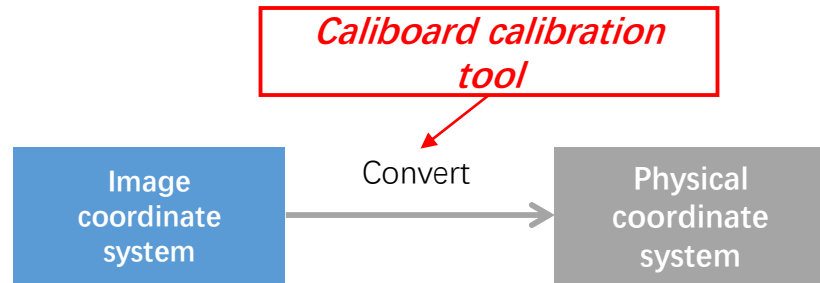 Caliboard calibration
tool
Convert
Image
coordinate
system
Physical
coordinate
system